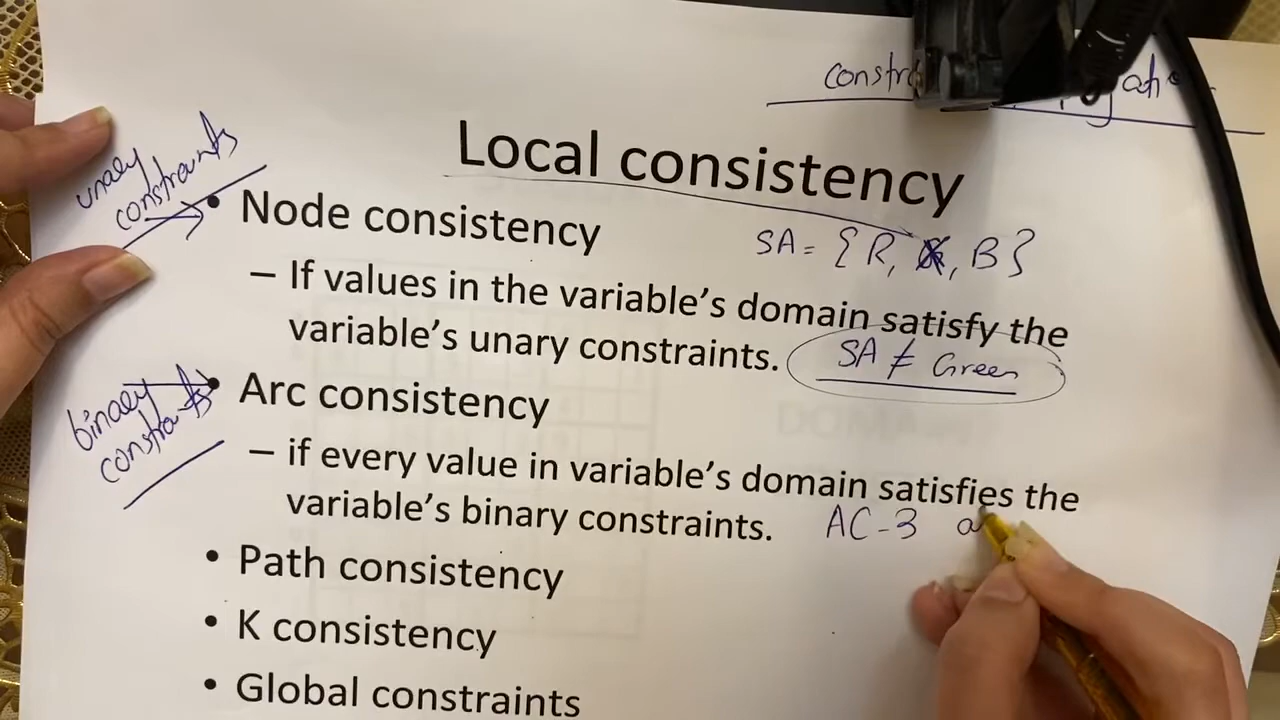 Local consistency
unary
constraints
• Node consistency
SA = { R, G, B }
– If values in the variable's domain satisfy the
variable's unary constraints.
SA ≠ Green
binary
constraints
• Arc consistency
– if every value in variable's domain satisfies the
variable's binary constraints.
AC-3 a
• Path consistency
• K consistency
• Global constraints